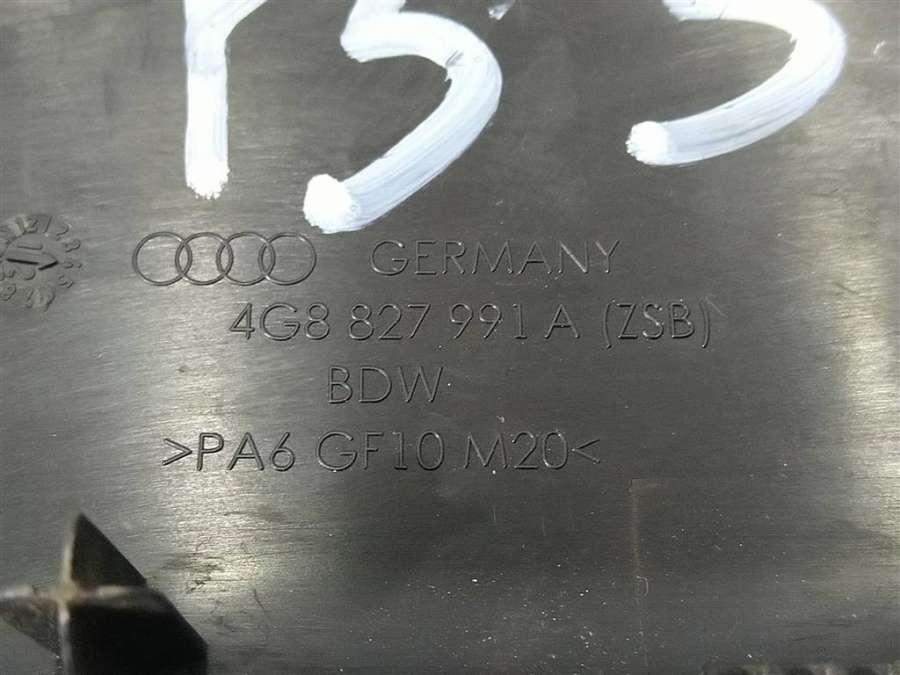 GERMANY
4G8 827 991 A (ZSB)
BDW
>PA6 GF10 M20<